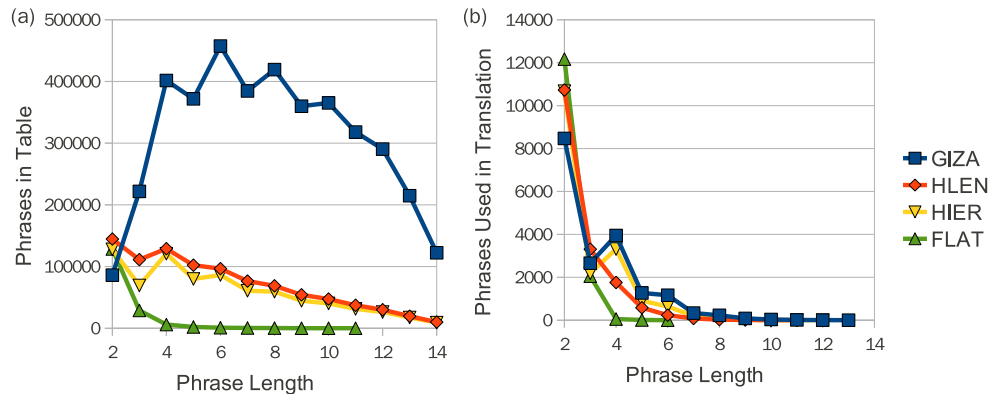 (a)
Phrases in Table
500000
400000
300000
200000
100000
0
2 4 6 8 10 12 14
Phrase Length
(b)
Phrases Used in Translation
14000
12000
10000
8000
6000
4000
2000
0
2 4 6 8 10 12 14
Phrase Length
GIZA
HLEN
HIER
FLAT